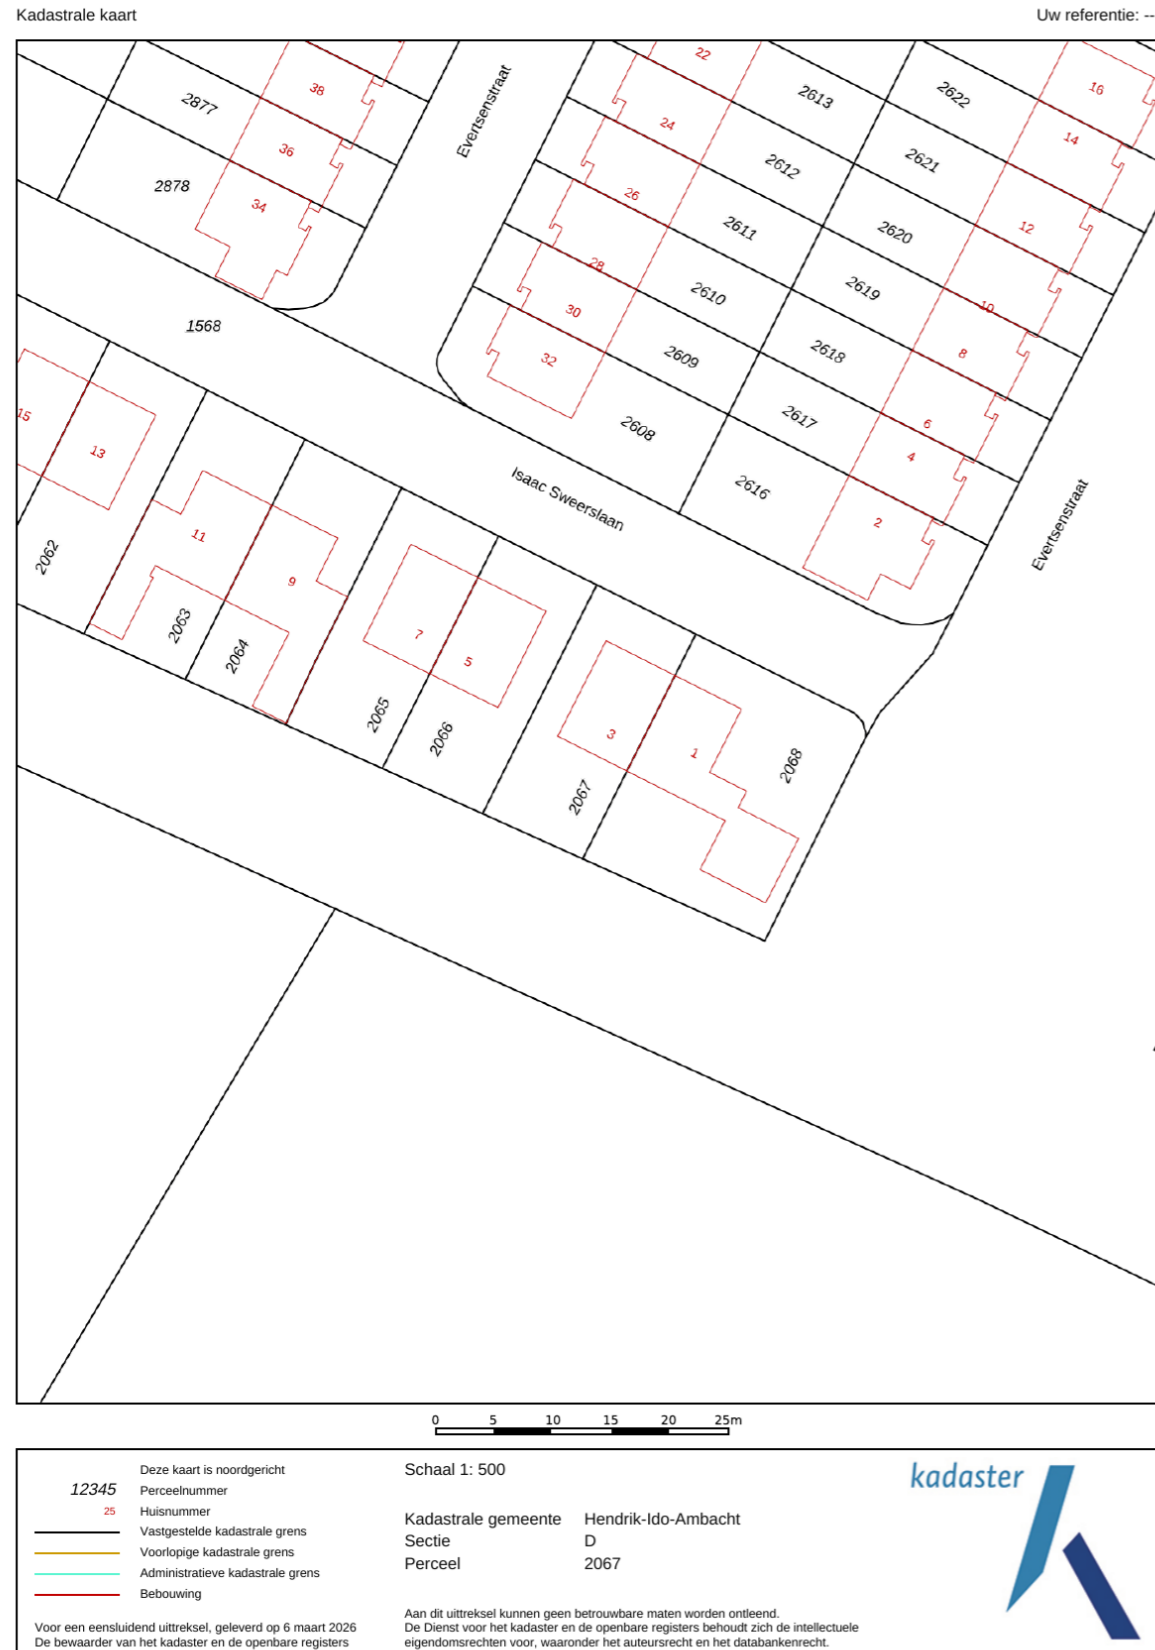 Kadastrale kaart
Uw referentie: --
38
2877
36
2878
34
Evertsenstraat
22
24
26
28
30
32
2613
2612
2611
2610
2609
2608
2622
2621
2620
2619
2618
2617
2616
16
14
12
10
8
6
4
2
1568
Isaac Sweerslaan
Evertsenstraat
15
13
11
9
7
5
3
1
2062
2063
2064
2065
2066
2067
2068
0 5 10 15 20 25m
Deze kaart is noordgericht
12345 Perceelnummer
25 Huisnummer
Vastgestelde kadastrale grens
Voorlopige kadastrale grens
Administratieve kadastrale grens
Bebouwing
Voor een eensluidend uittreksel, geleverd op 6 maart 2026
De bewaarder van het kadaster en de openbare registers
Schaal 1: 500
Kadastrale gemeente Hendrik-Ido-Ambacht
Sectie D
Perceel 2067
Aan dit uittreksel kunnen geen betrouwbare maten worden ontleend.
De Dienst voor het kadaster en de openbare registers behoudt zich de intellectuele
eigendomsrechten voor, waaronder het auteursrecht en het databankenrecht.
kadaster